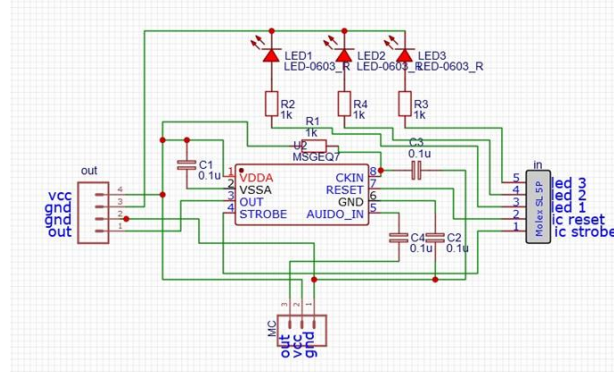 LED1
LED-0603_R
LED2
LED-0603_R
LED3
LED-0603_R
R2
1k
R4
1k
R3
1k
R1
1k
U2
MSGEQ7
C1
0.1u
C3
0.1u
1 VDDA
2 VSSA
3 OUT
4 STROBE
CKIN 8
RESET 7
GND 6
AUIDO_IN 5
C4
0.1u
C2
0.1u
out
vcc 4
gnd 3
gnd 2
out 1
in
5 led 3
4 led 2
3 led 1
2 ic reset
1 ic strobe
Molex SL 5P
MC
3 2 1
out
vcc
gnd